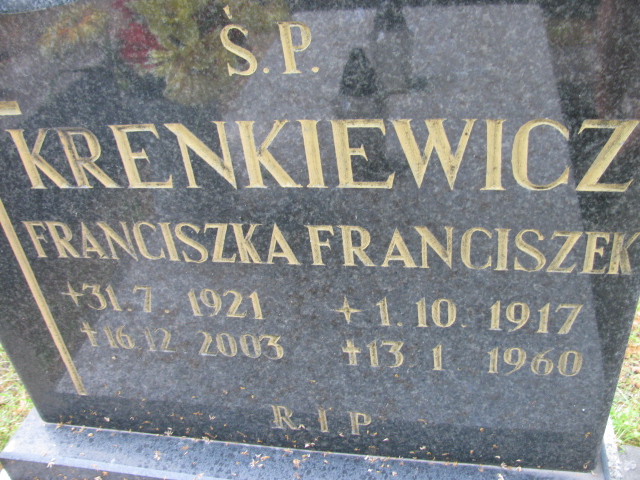 Ś.P.
KRENKIEWICZ
FRANCISZKA FRANCISZEK
+31.7.1921 +1.10.1917
+16.12.2003 +13.1.1960
R.I.P.